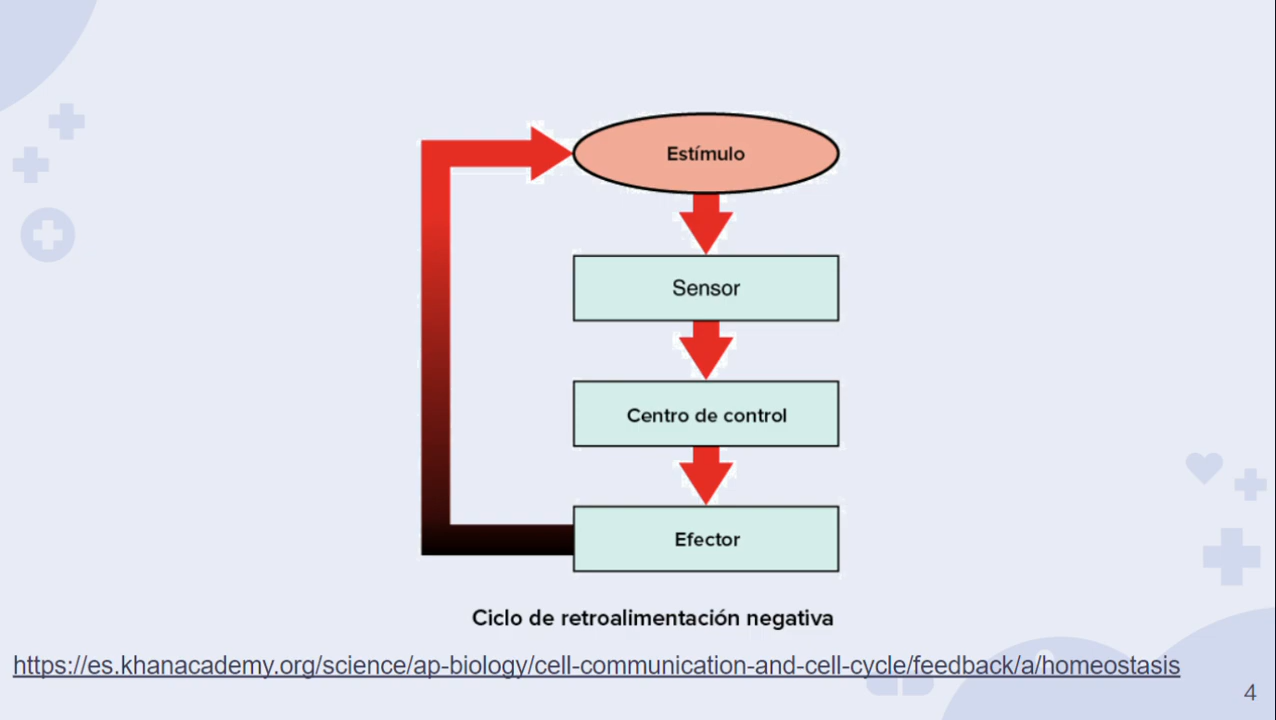 Estímulo
Sensor
Centro de control
Efector
Ciclo de retroalimentación negativa
https://es.khanacademy.org/science/ap-biology/cell-communication-and-cell-cycle/feedback/a/homeostasis
4